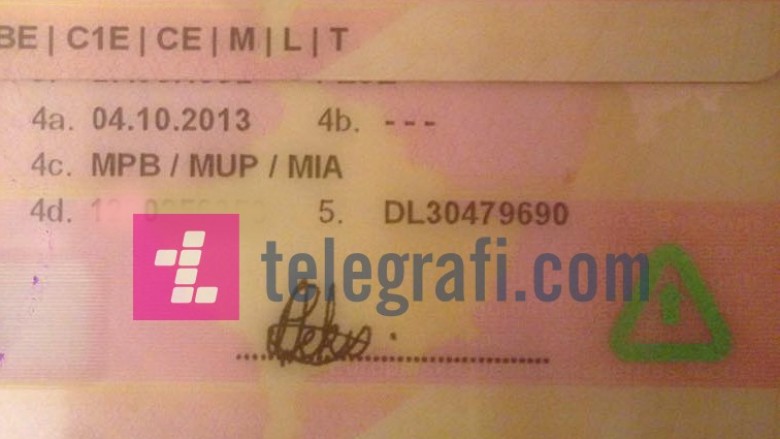 BE | C1E | CE | M | L | T
4a. 04.10.2013 4b. - - -
4c. MPB / MUP / MIA
4d. 5. DL30479690
telegrafi.com